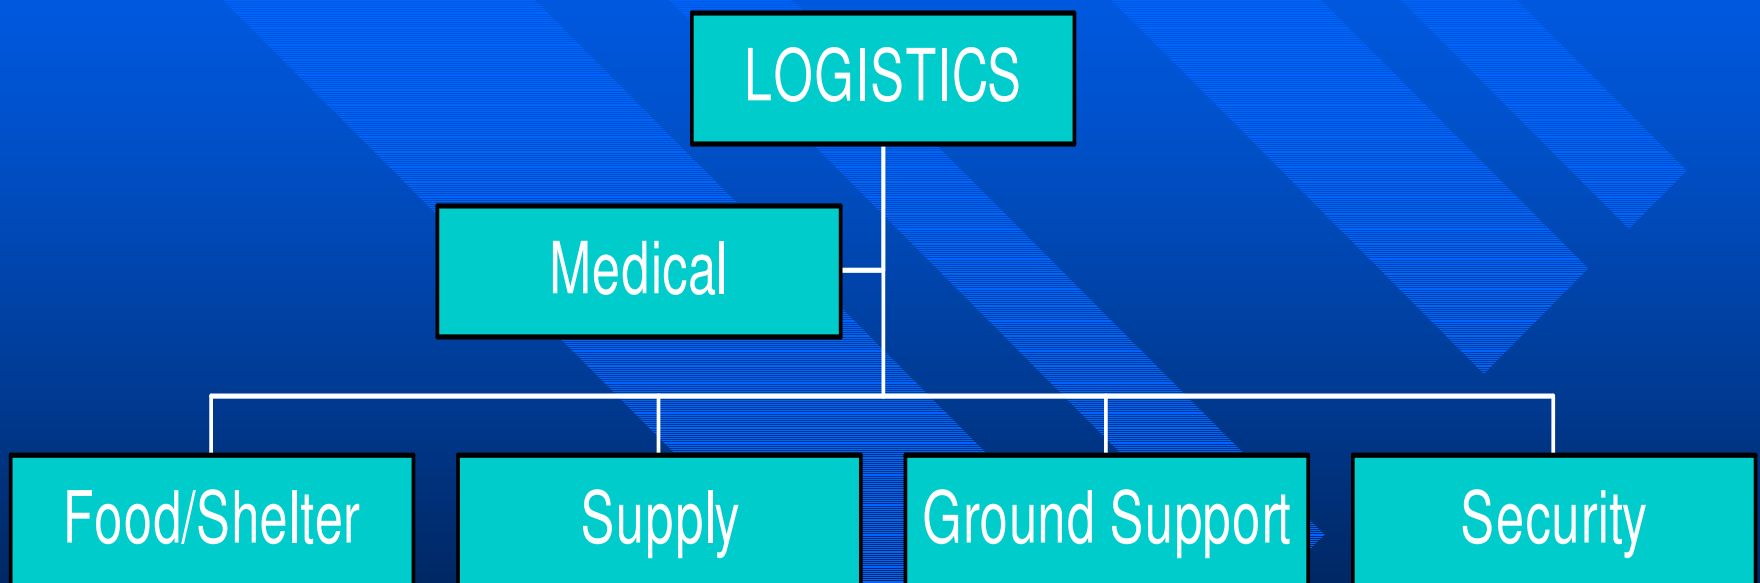 LOGISTICS
Medical
Food/Shelter
Supply
Ground Support
Security